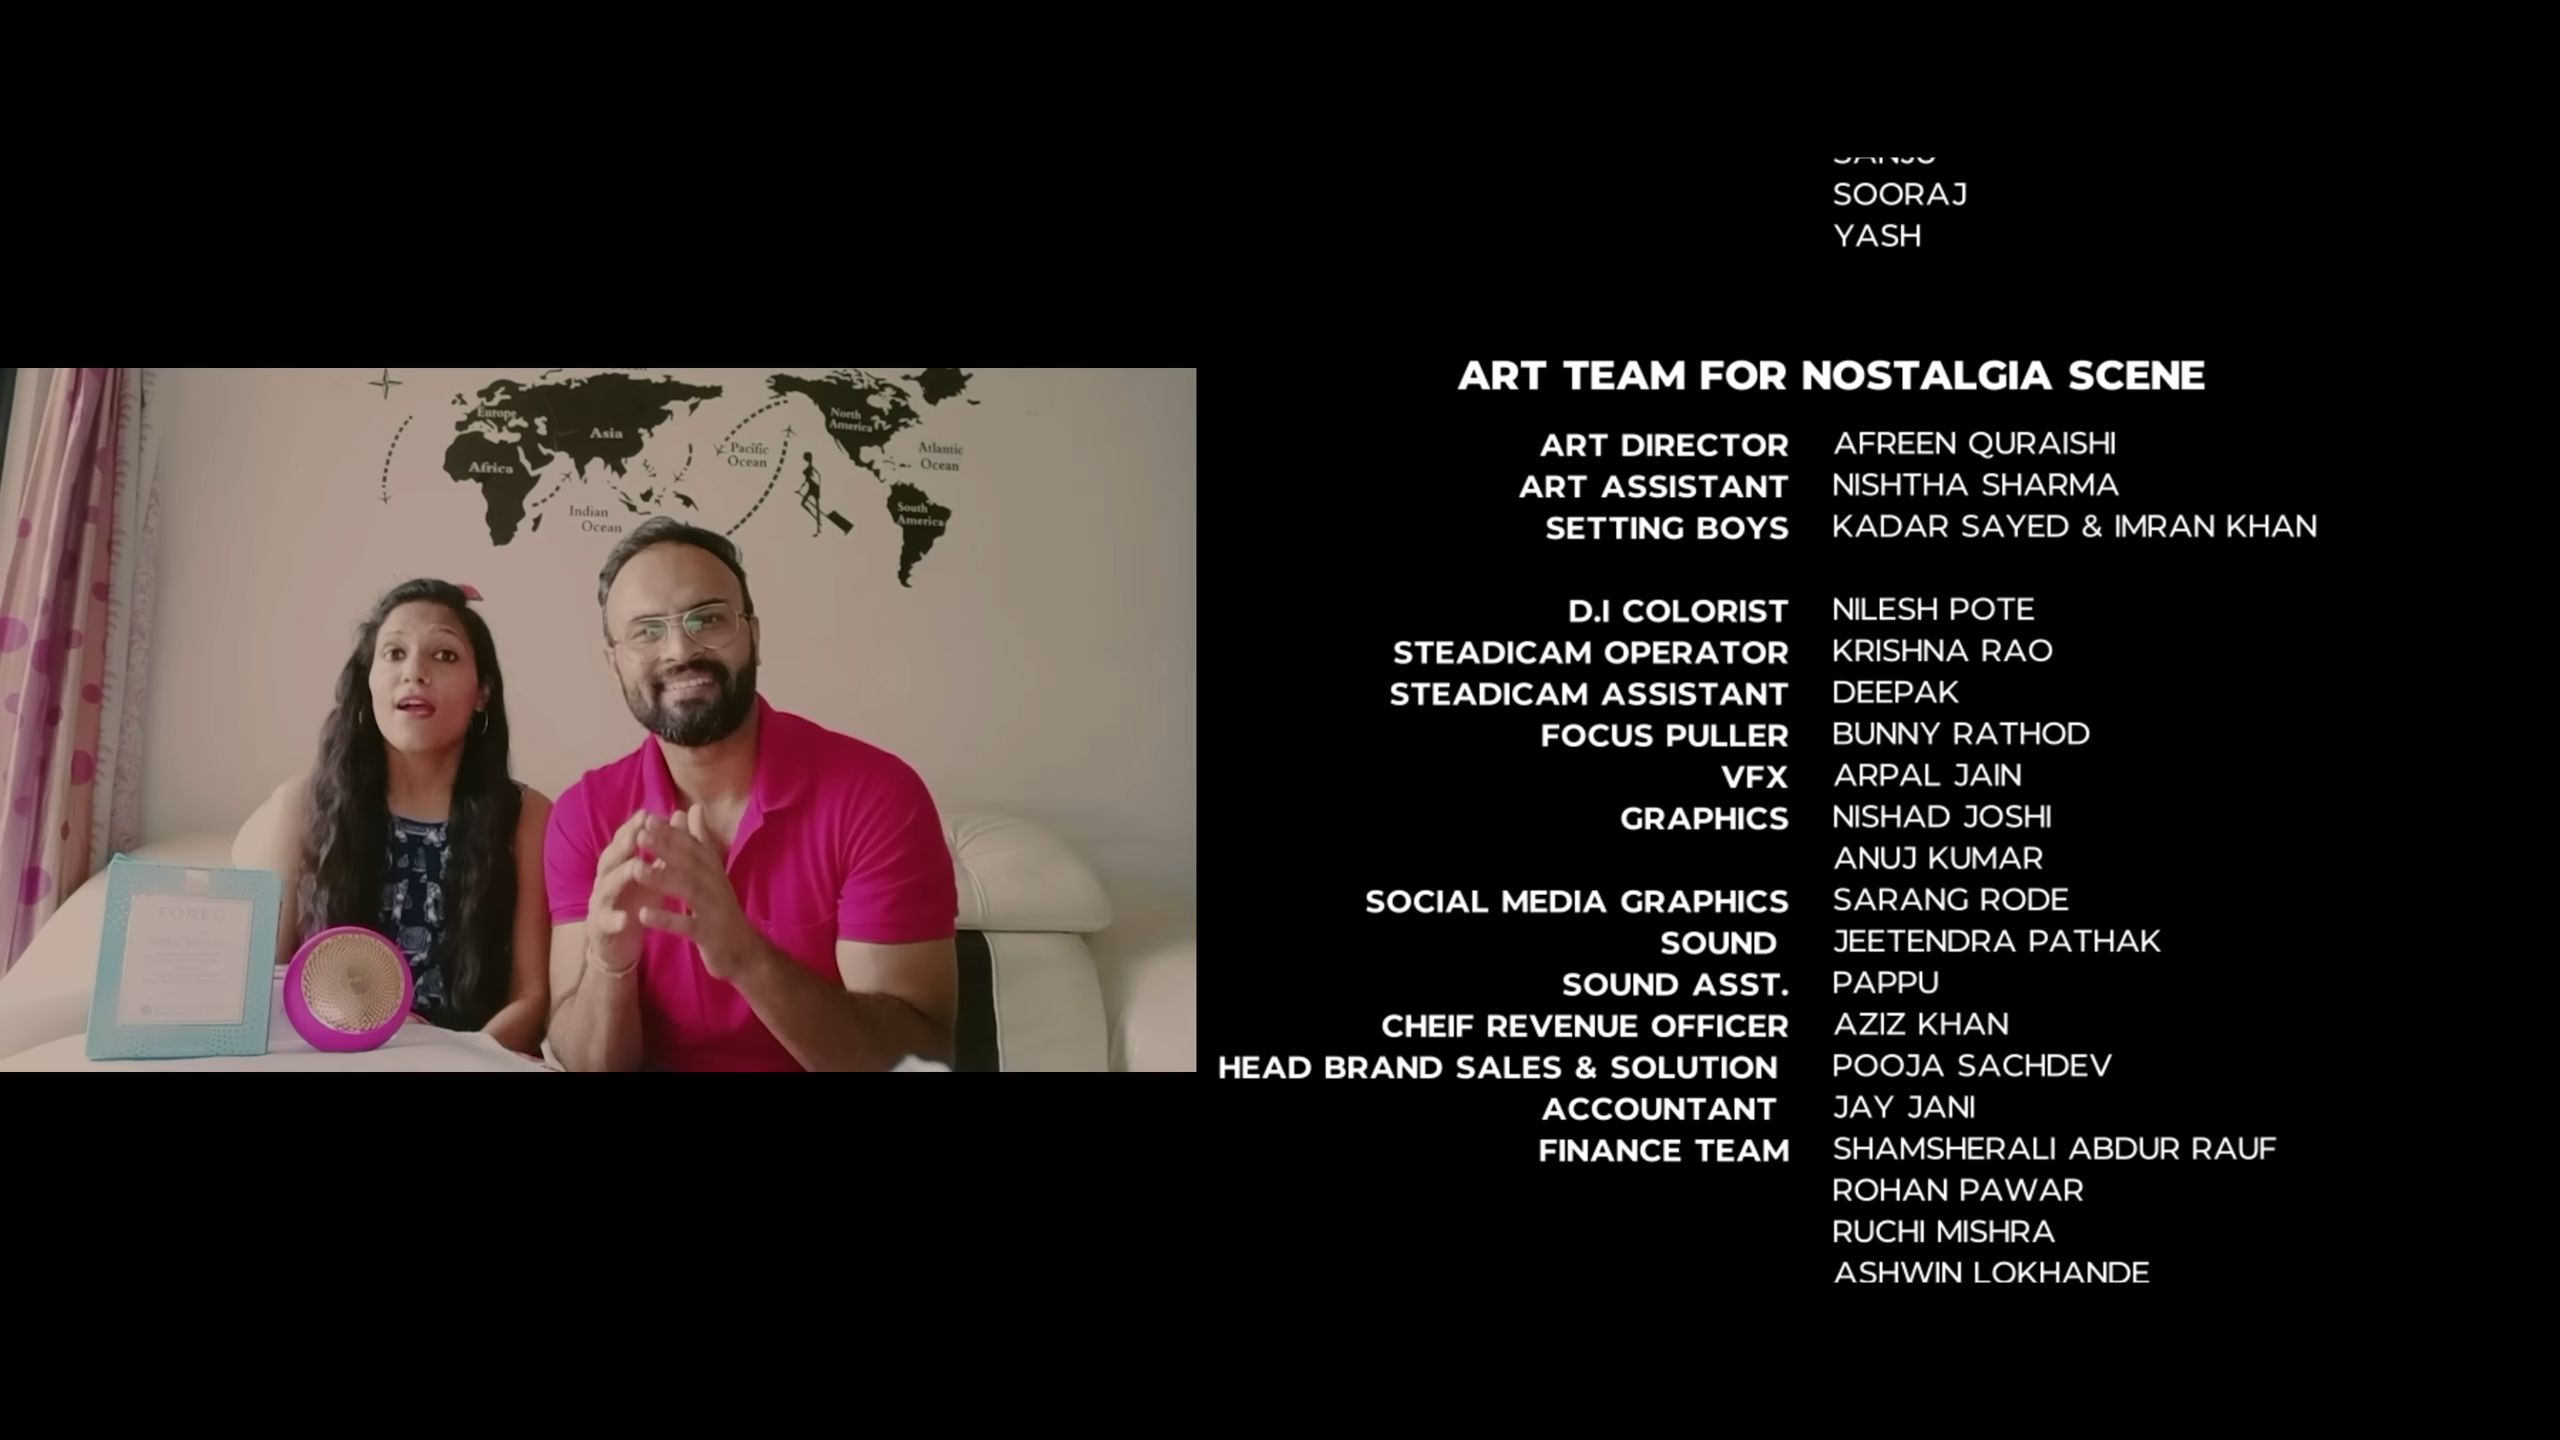 SANJU
SOORAJ
YASH
ART TEAM FOR NOSTALGIA SCENE
ART DIRECTOR AFREEN QURAISHI
ART ASSISTANT NISHTHA SHARMA
SETTING BOYS KADAR SAYED & IMRAN KHAN
D.I COLORIST NILESH POTE
STEADICAM OPERATOR KRISHNA RAO
STEADICAM ASSISTANT DEEPAK
FOCUS PULLER BUNNY RATHOD
VFX ARPAL JAIN
GRAPHICS NISHAD JOSHI
ANUJ KUMAR
SOCIAL MEDIA GRAPHICS SARANG RODE
SOUND JEETENDRA PATHAK
SOUND ASST. PAPPU
CHEIF REVENUE OFFICER AZIZ KHAN
HEAD BRAND SALES & SOLUTION POOJA SACHDEV
ACCOUNTANT JAY JANI
FINANCE TEAM SHAMSHERALI ABDUR RAUF
ROHAN PAWAR
RUCHI MISHRA
ASHWIN LOKHANDE
Europe
Asia
Africa
Indian
Ocean
Pacific
Ocean
North
America
Atlantic
Ocean
South
America
FOREO